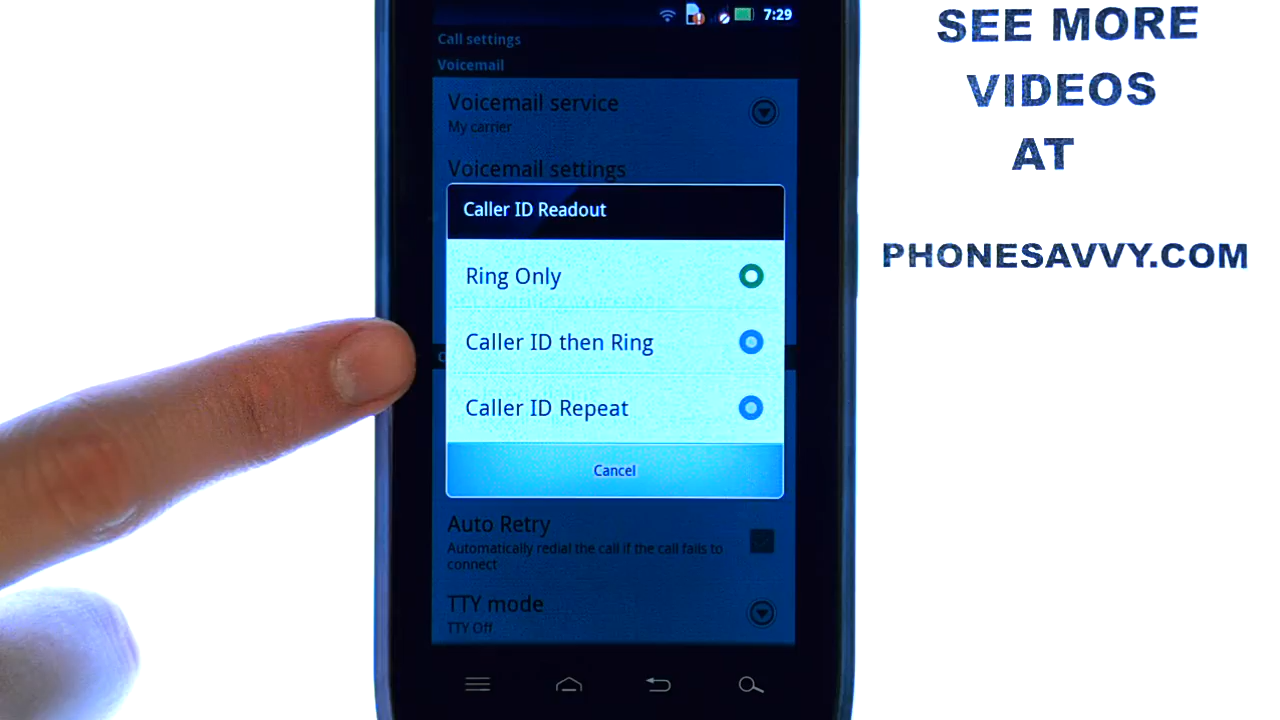 7:29
Call settings
Voicemail
Voicemail service
My carrier
Voicemail settings
Caller ID Readout
Ring Only
Caller ID then Ring
Caller ID Repeat
Cancel
Auto Retry
Automatically redial the call if the call fails to
connect
TTY mode
TTY Off
SEE MORE
VIDEOS
AT
PHONESAVVY.COM